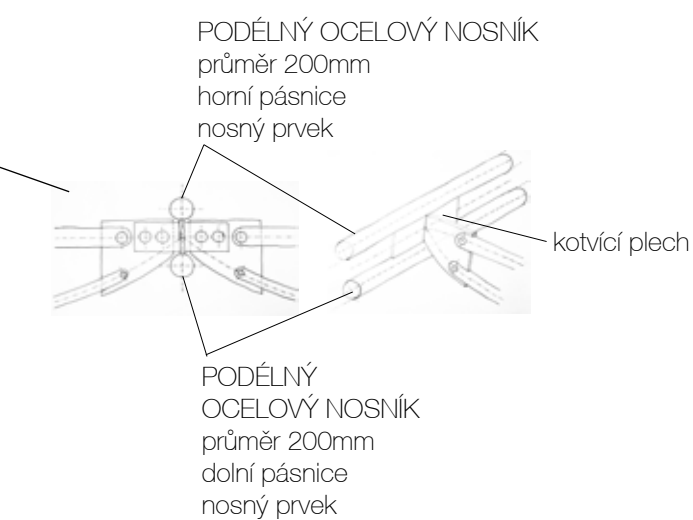 PODÉLNÝ OCELOVÝ NOSNÍK
průměr 200mm
horní pásnice
nosný prvek
kotvící plech
PODÉLNÝ
OCELOVÝ NOSNÍK
průměr 200mm
dolní pásnice
nosný prvek